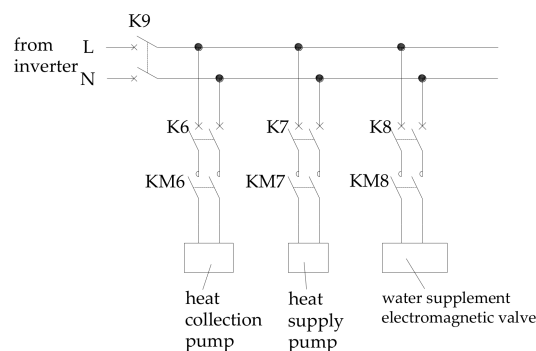 K9
from
inverter
L
N
K6
K7
K8
KM6
KM7
KM8
heat
collection
pump
heat
supply
pump
water supplement
electromagnetic valve